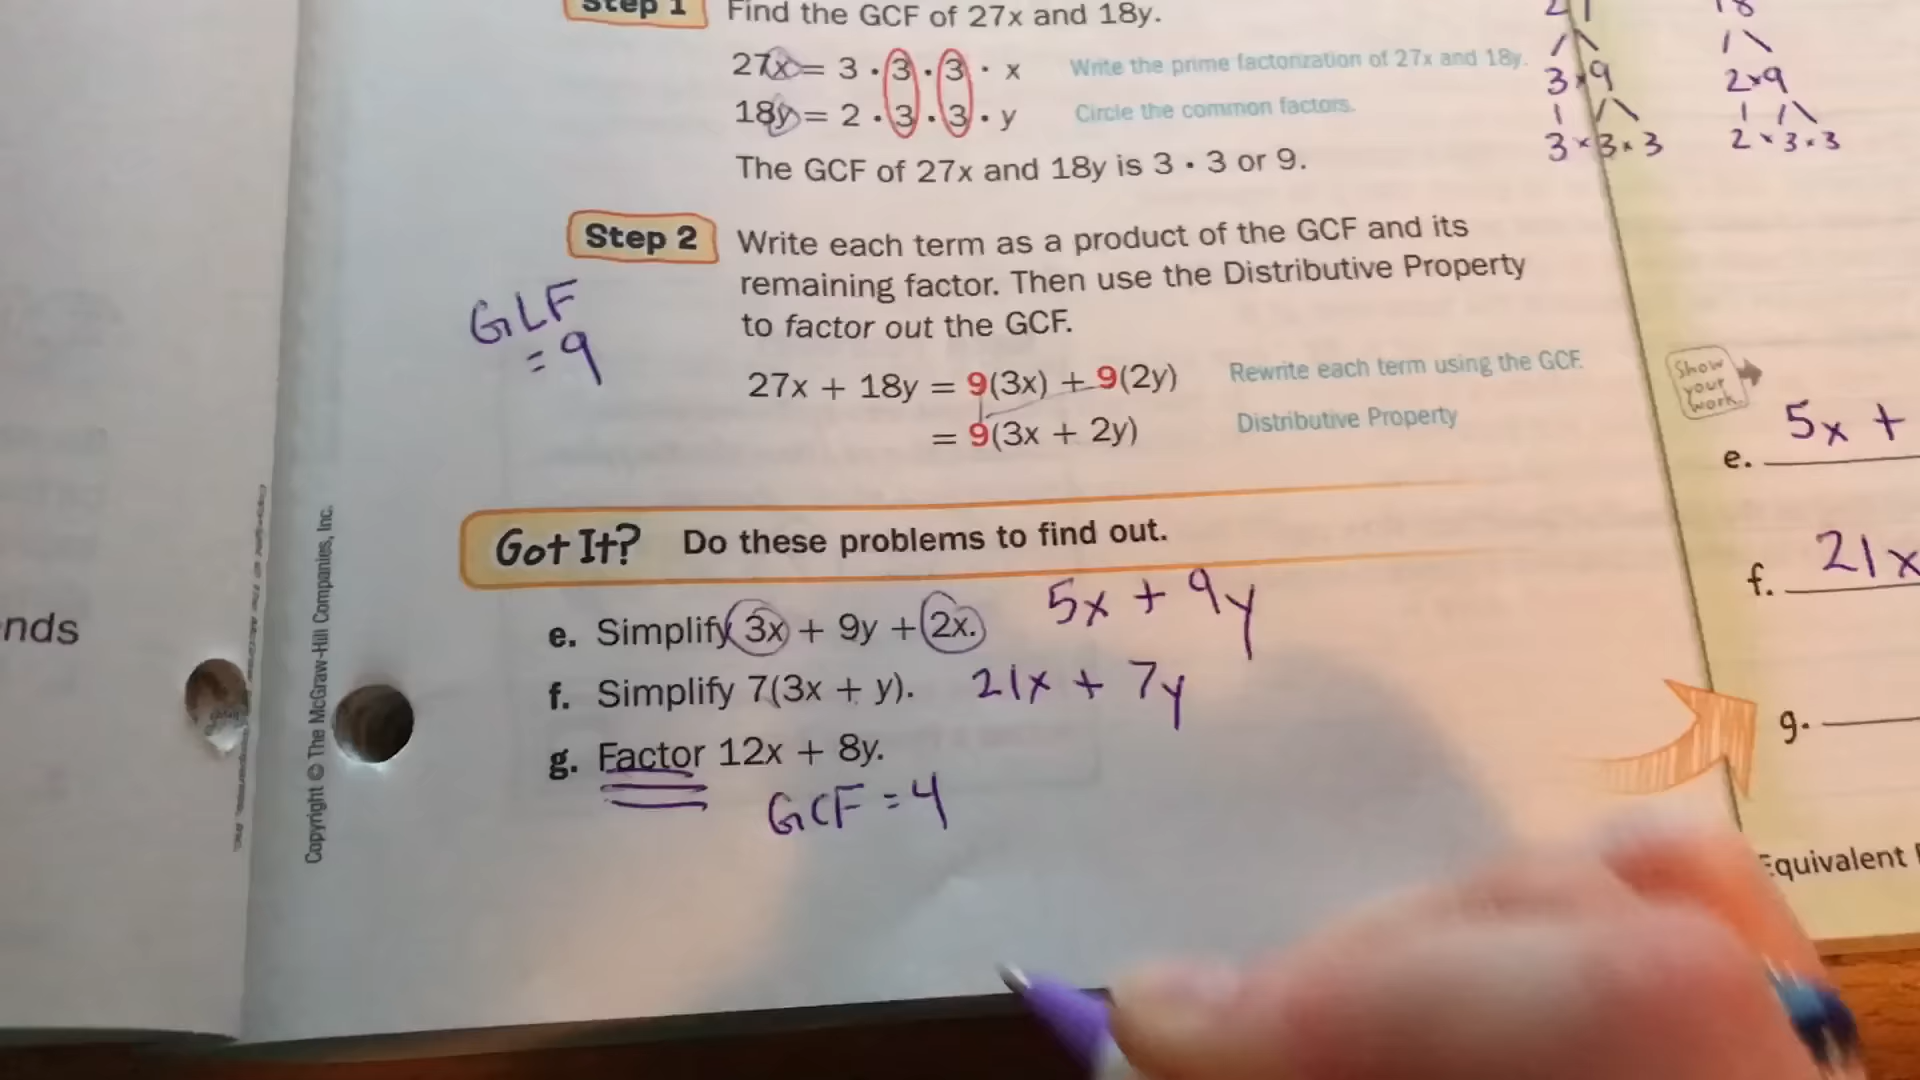 Step 1 Find the GCF of 27x and 18y.
27x = 3 · 3 · 3 · x Write the prime factorization of 27x and 18y.
18y = 2 · 3 · 3 · y Circle the common factors.
The GCF of 27x and 18y is 3 · 3 or 9.
18
3 × 9
2 × 9
3 × 3 × 3
2 × 3 × 3
Step 2 Write each term as a product of the GCF and its
remaining factor. Then use the Distributive Property
to factor out the GCF.
GLF
= 9
27x + 18y = 9(3x) + 9(2y) Rewrite each term using the GCF.
= 9(3x + 2y) Distributive Property
Show
your
work.
Got It? Do these problems to find out.
e. Simplify 3x + 9y + 2x. 5x + 9y
f. Simplify 7(3x + y). 21x + 7y
g. Factor 12x + 8y.
GCF = 4
e. 5x +
f. 21x
g.
Equivalent
nds
Copyright © The McGraw-Hill Companies, Inc.